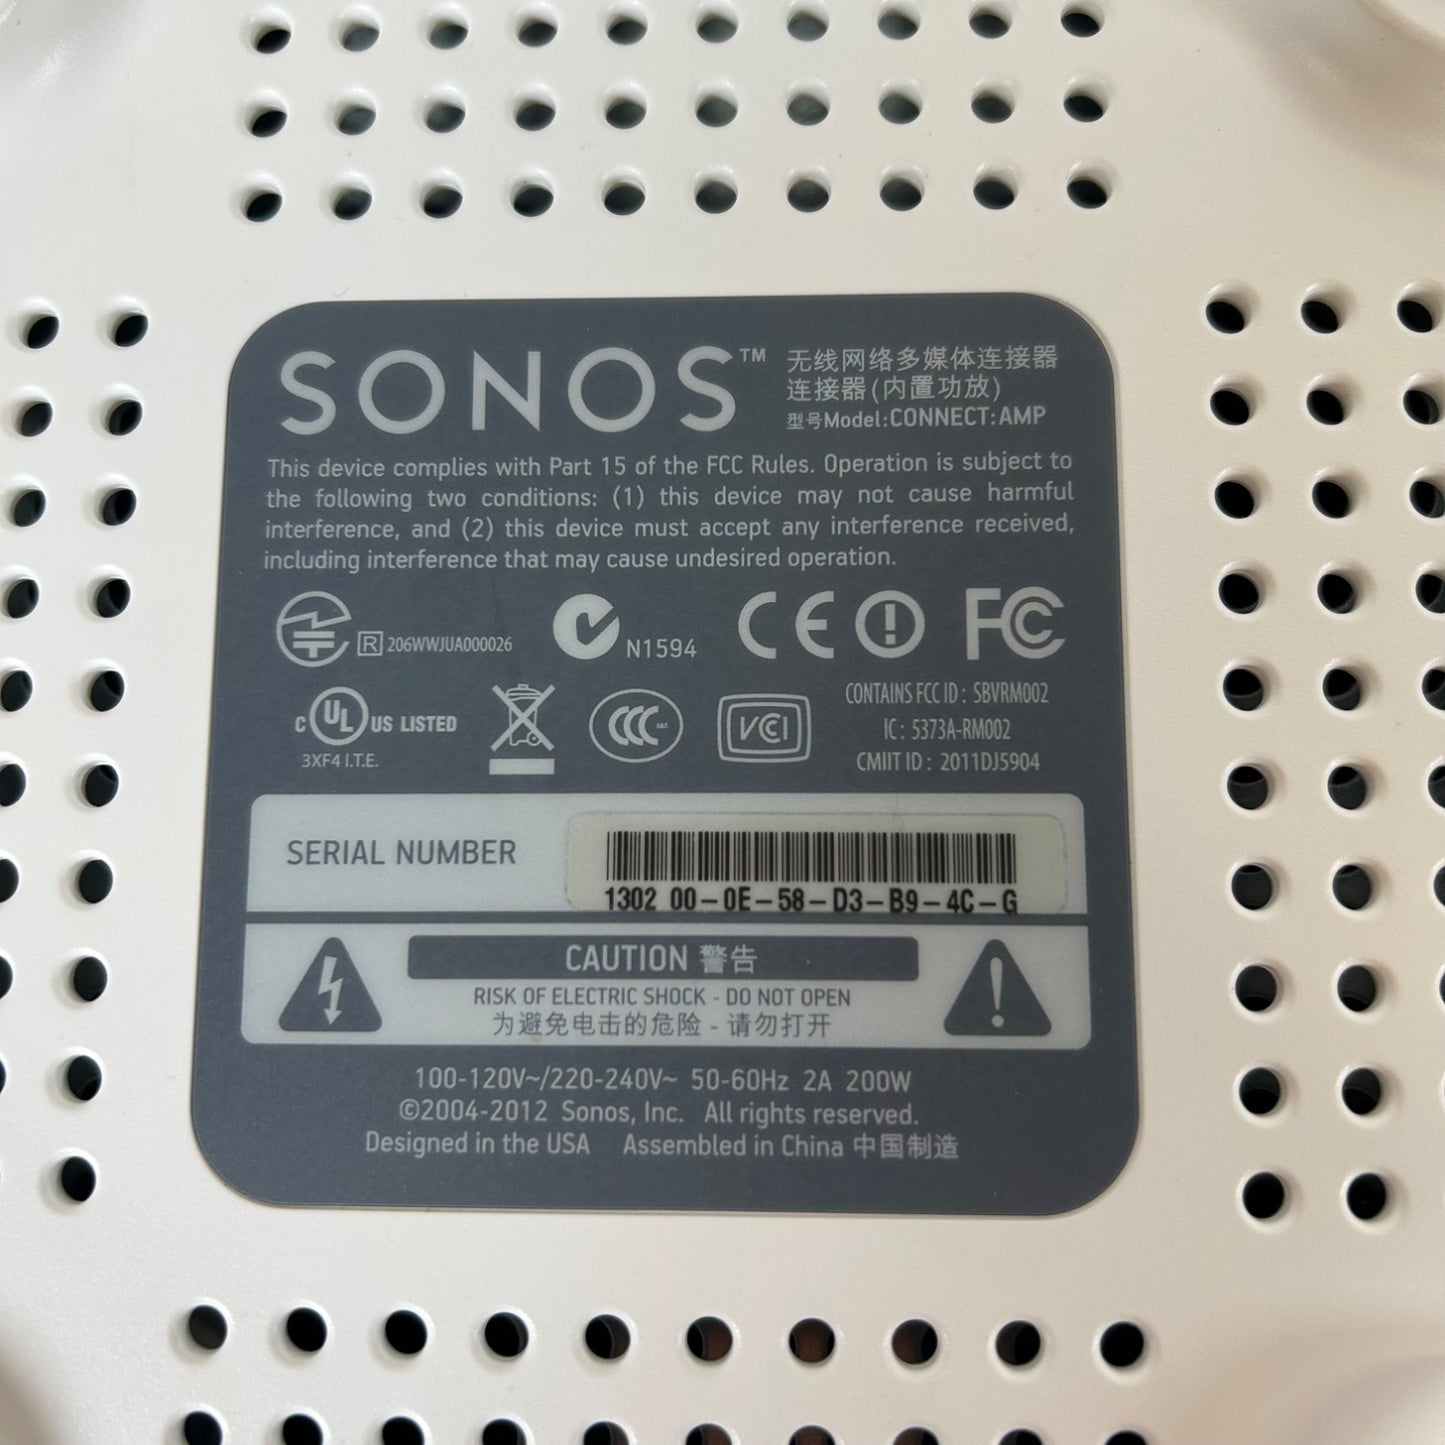 SONOS™
无线网络多媒体连接器
连接器(内置功放)
型号Model:CONNECT:AMP
This device complies with Part 15 of the FCC Rules. Operation is subject to
the following two conditions: (1) this device may not cause harmful
interference, and (2) this device must accept any interference received,
including interference that may cause undesired operation.
R 206WWJUA000026
N1594
CE
FC
CONTAINS FCC ID : SBVRM002
IC : 5373A-RM002
CMIIT ID : 2011DJ5904
C UL US LISTED
3XF4 I.T.E.
CCC S&E
VCI
SERIAL NUMBER
1302 00-0E-58-D3-B9-4C-G
CAUTION 警告
RISK OF ELECTRIC SHOCK - DO NOT OPEN
为避免电击的危险 - 请勿打开
100-120V~/220-240V~ 50-60Hz 2A 200W
©2004-2012 Sonos, Inc. All rights reserved.
Designed in the USA Assembled in China 中国制造